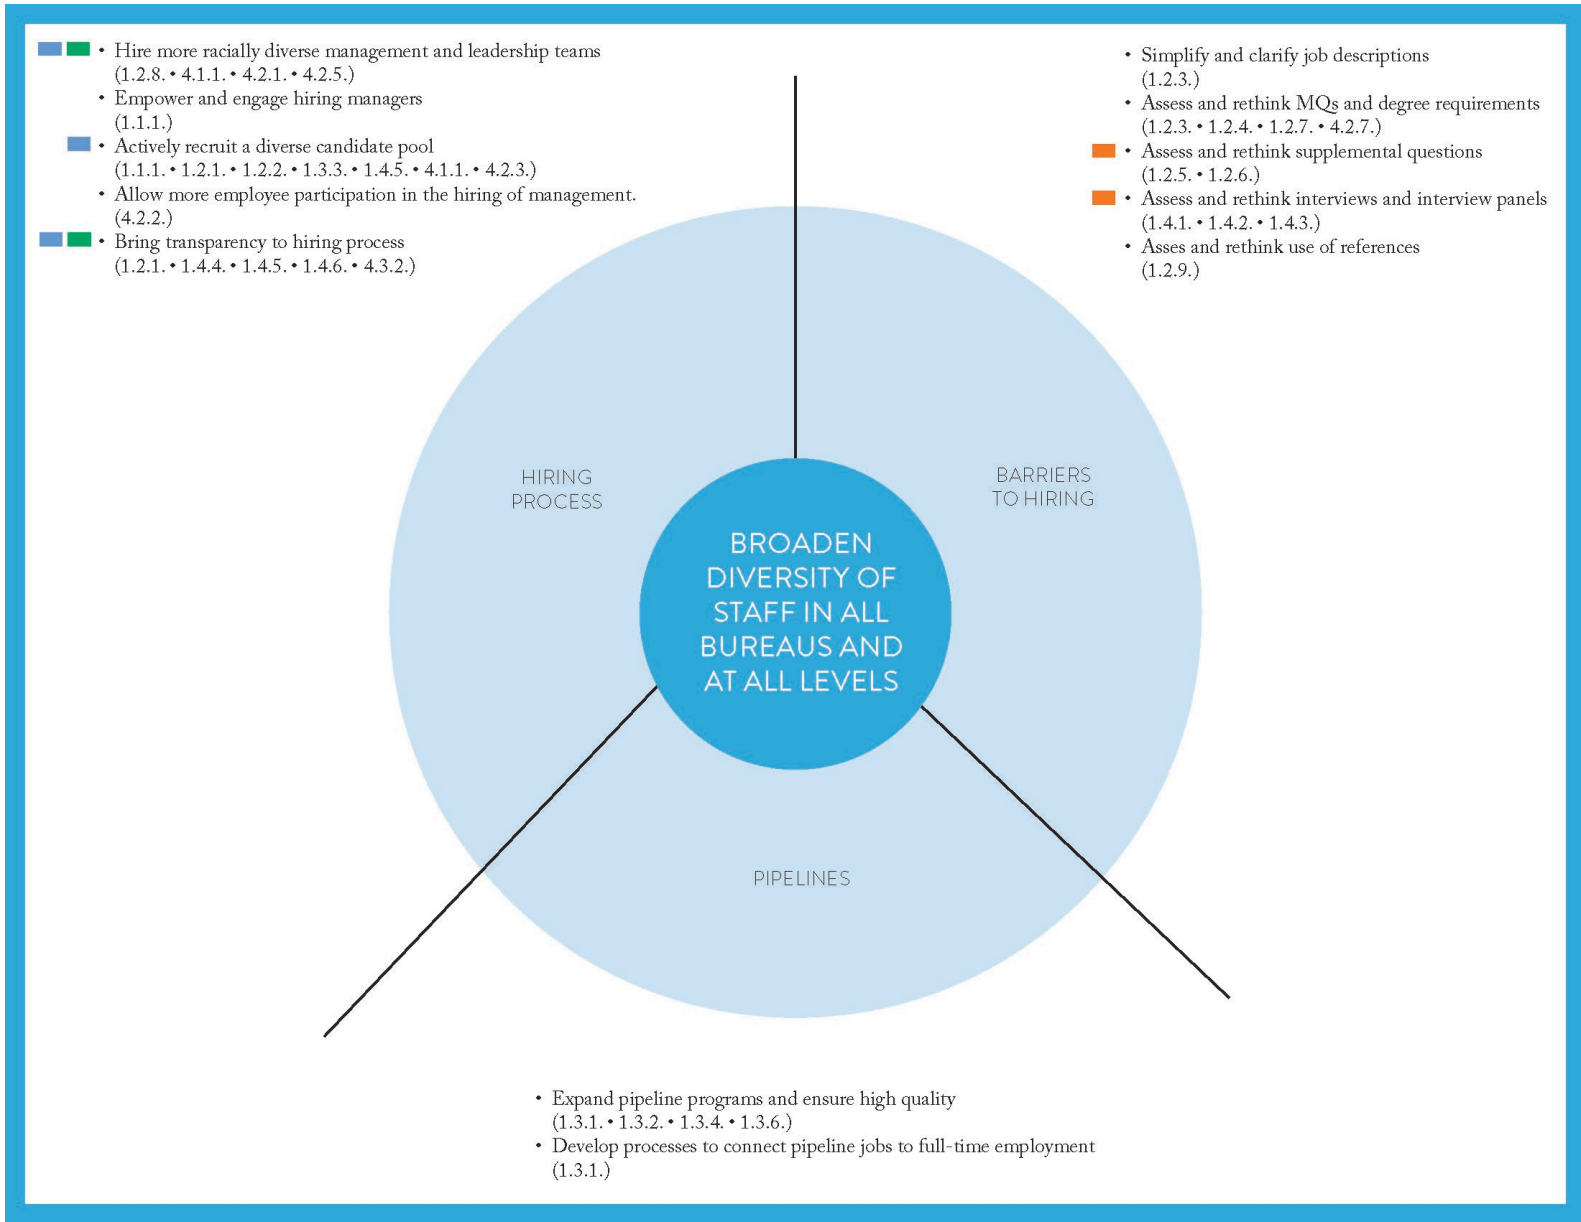 • Hire more racially diverse management and leadership teams
(1.2.8. • 4.1.1. • 4.2.1. • 4.2.5.)
• Empower and engage hiring managers
(1.1.1.)
• Actively recruit a diverse candidate pool
(1.1.1. • 1.2.1. • 1.2.2. • 1.3.3. • 1.4.5. • 4.1.1. • 4.2.3.)
• Allow more employee participation in the hiring of management.
(4.2.2.)
• Bring transparency to hiring process
(1.2.1. • 1.4.4. • 1.4.5. • 1.4.6. • 4.3.2.)
• Simplify and clarify job descriptions
(1.2.3.)
• Assess and rethink MQs and degree requirements
(1.2.3. • 1.2.4. • 1.2.7. • 4.2.7.)
• Assess and rethink supplemental questions
(1.2.5. • 1.2.6.)
• Assess and rethink interviews and interview panels
(1.4.1. • 1.4.2. • 1.4.3.)
• Asses and rethink use of references
(1.2.9.)
HIRING
PROCESS
BARRIERS
TO HIRING
BROADEN
DIVERSITY OF
STAFF IN ALL
BUREAUS AND
AT ALL LEVELS
PIPELINES
• Expand pipeline programs and ensure high quality
(1.3.1. • 1.3.2. • 1.3.4. • 1.3.6.)
• Develop processes to connect pipeline jobs to full-time employment
(1.3.1.)